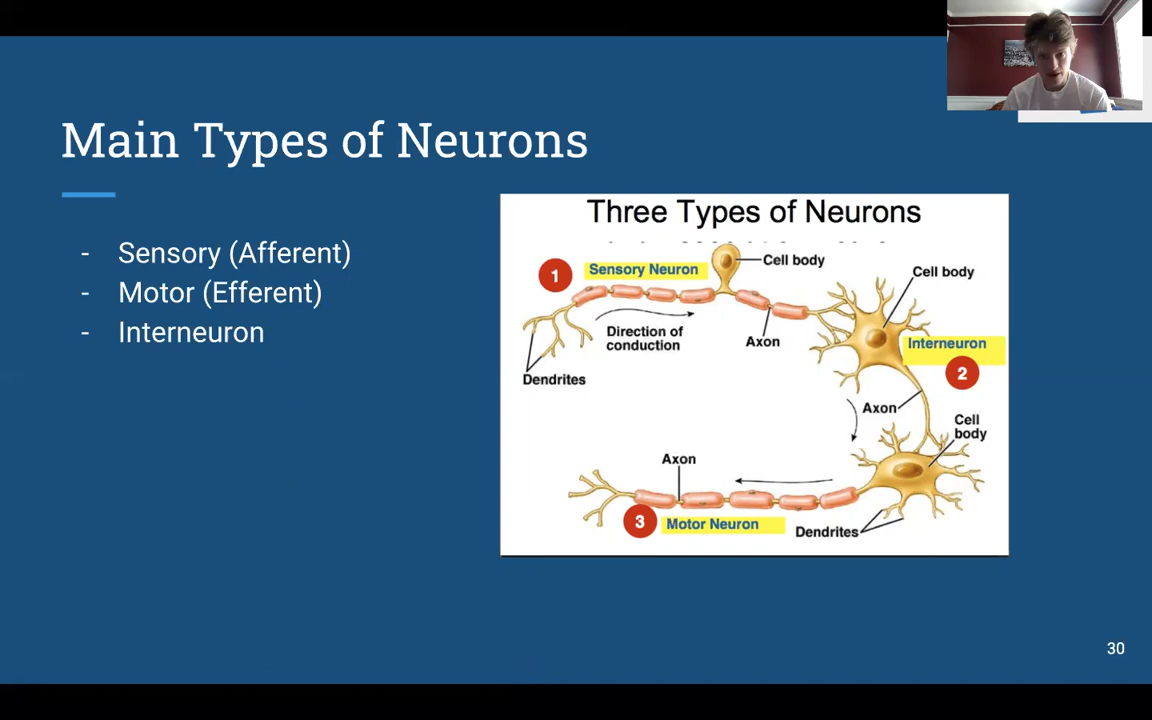 Main Types of Neurons
- Sensory (Afferent)
- Motor (Efferent)
- Interneuron
Three Types of Neurons
1
Sensory Neuron
Cell body
Cell body
Direction of
conduction
Axon
Dendrites
Interneuron
2
Axon
Cell
body
Axon
3
Motor Neuron
Dendrites
30